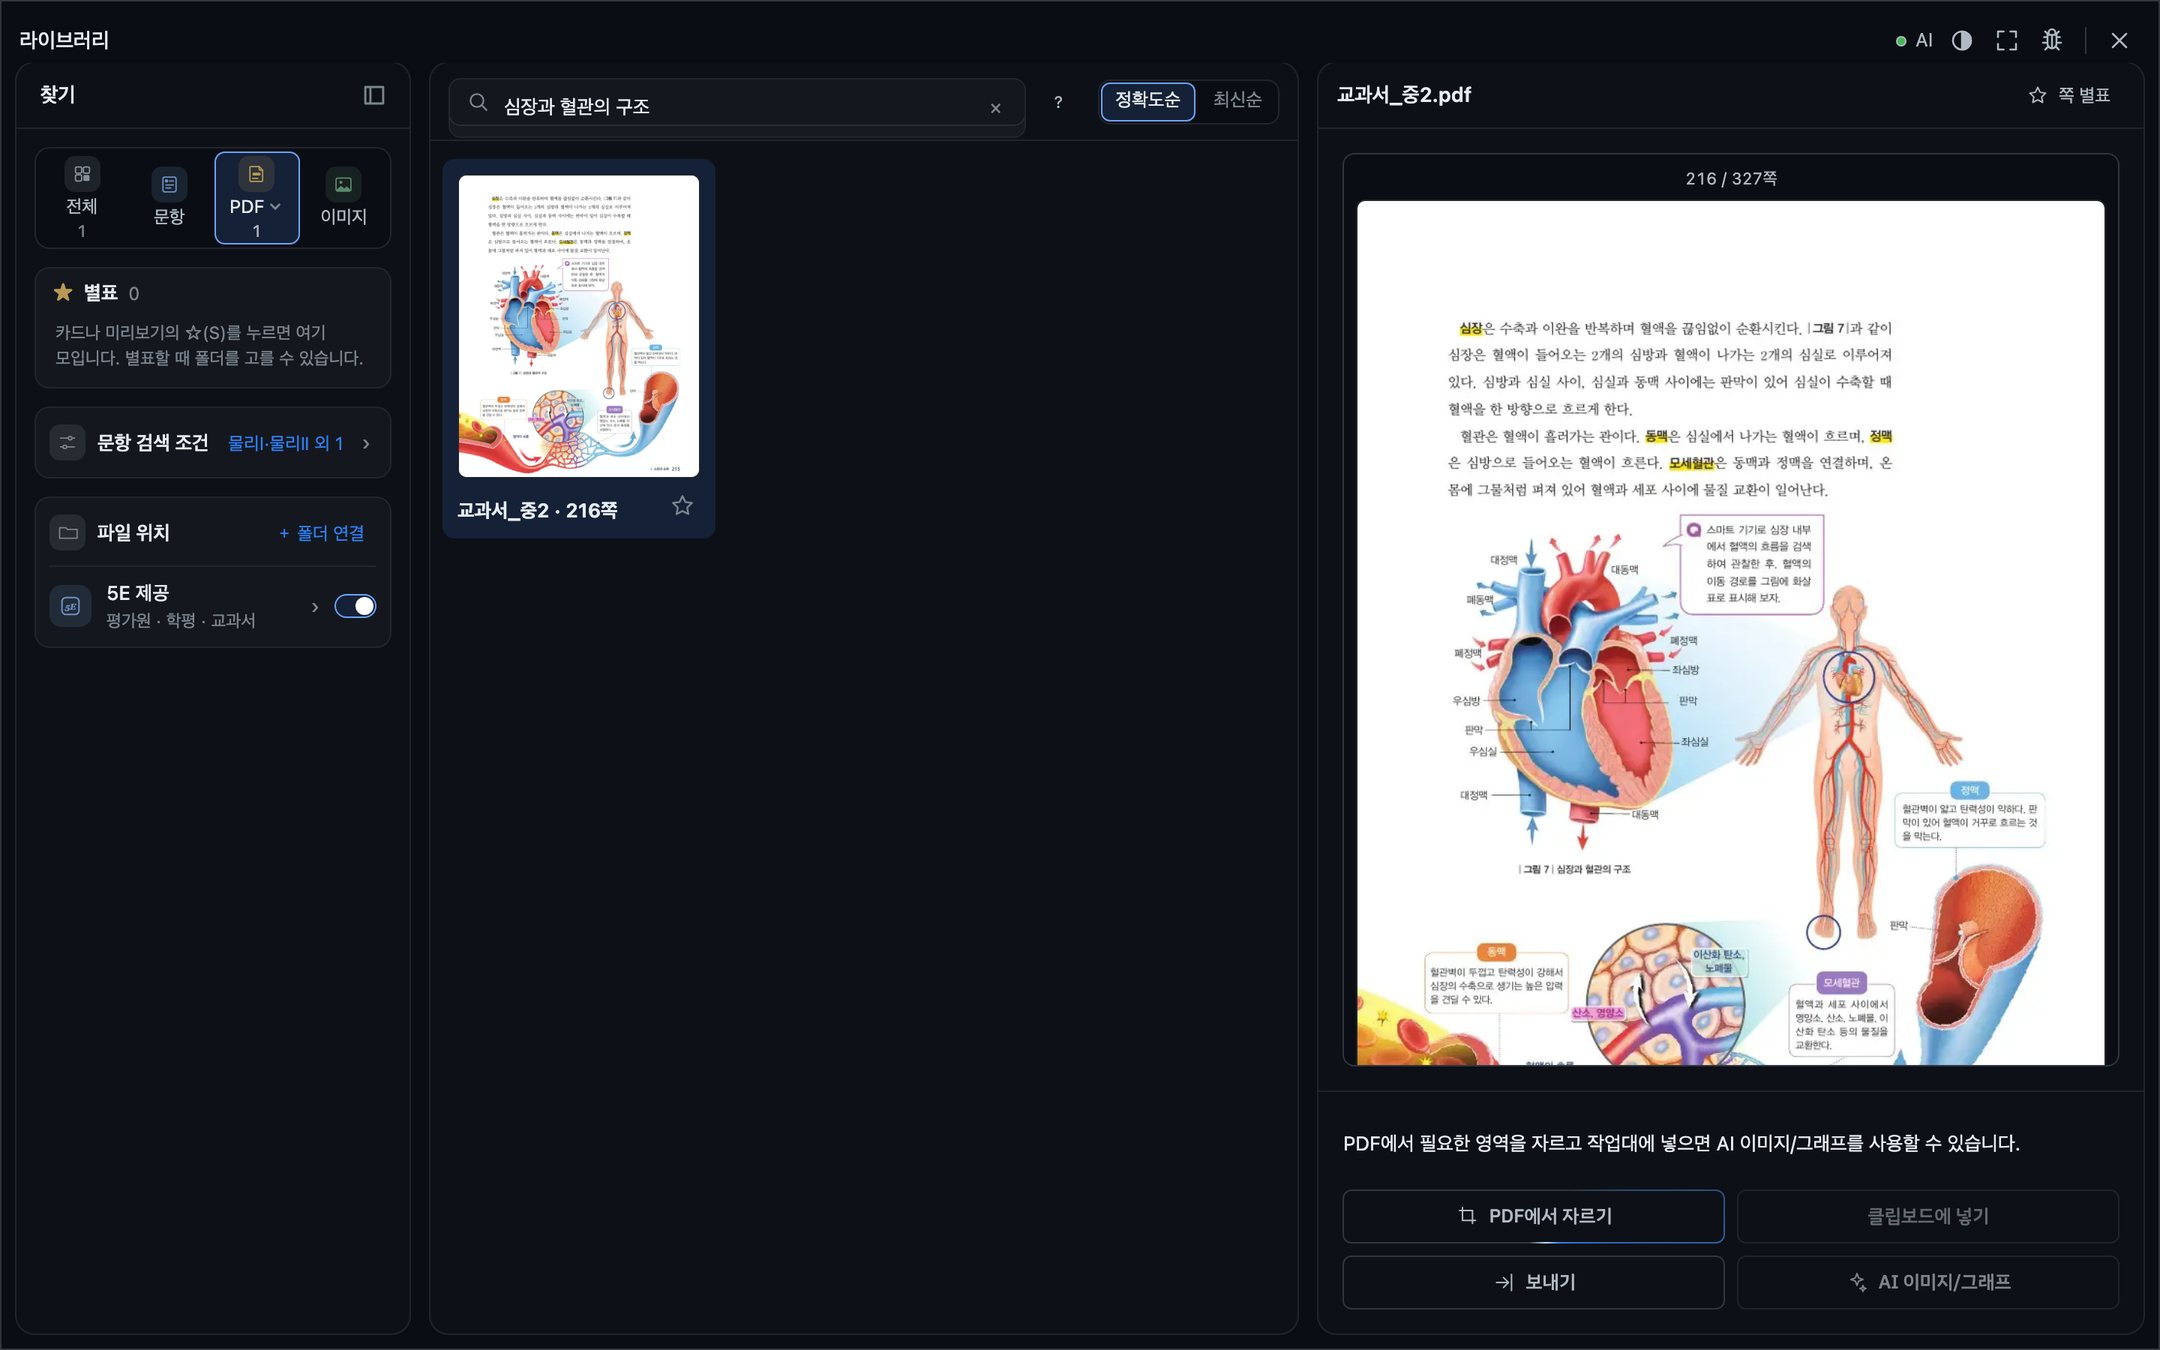 라이브러리
AI
찾기
전체
1
문항
PDF
1
이미지
별표 0
카드나 미리보기의 ☆(S)를 누르면 여기
모입니다. 별표할 때 폴더를 고를 수 있습니다.
문항 검색 조건 물리I·물리II 외 1
파일 위치 + 폴더 연결
5E
5E 제공
평가원 · 학평 · 교과서
심장과 혈관의 구조
?
정확도순
최신순
교과서_중2 · 216쪽
교과서_중2.pdf
쪽 별표
216 / 327쪽
심장은 수축과 이완을 반복하며 혈액을 끊임없이 순환시킨다. |그림 7|과 같이
심장은 혈액이 들어오는 2개의 심방과 혈액이 나가는 2개의 심실로 이루어져
있다. 심방과 심실 사이, 심실과 동맥 사이에는 판막이 있어 심실이 수축할 때
혈액을 한 방향으로 흐르게 한다.
혈관은 혈액이 흘러가는 관이다. 동맥은 심실에서 나가는 혈액이 흐르며, 정맥
은 심방으로 들어오는 혈액이 흐른다. 모세혈관은 동맥과 정맥을 연결하며, 온
몸에 그물처럼 퍼져 있어 혈액과 세포 사이에 물질 교환이 일어난다.
Q 스마트 기기로 심장 내부
에서 혈액의 흐름을 검색
하여 관찰한 후, 혈액의
이동 경로를 그림에 화살
표로 표시해 보자.
대정맥
대동맥
폐동맥
폐정맥
폐정맥
좌심방
우심방
판막
판막
좌심실
우심실
대정맥
대동맥
| 그림 7 | 심장과 혈관의 구조
정맥
혈관벽이 얇고 탄력성이 약하다. 판
막이 있어 혈액이 거꾸로 흐르는 것
을 막는다.
판막
동맥
혈관벽이 두껍고 탄력성이 강해서
심장의 수축으로 생기는 높은 압력
을 견딜 수 있다.
이산화 탄소,
노폐물
산소, 영양소
모세혈관
혈액과 세포 사이에서
영양소, 산소, 노폐물, 이
산화 탄소 등의 물질을
교환한다.
PDF에서 필요한 영역을 자르고 작업대에 넣으면 AI 이미지/그래프를 사용할 수 있습니다.
PDF에서 자르기
클립보드에 넣기
보내기
AI 이미지/그래프